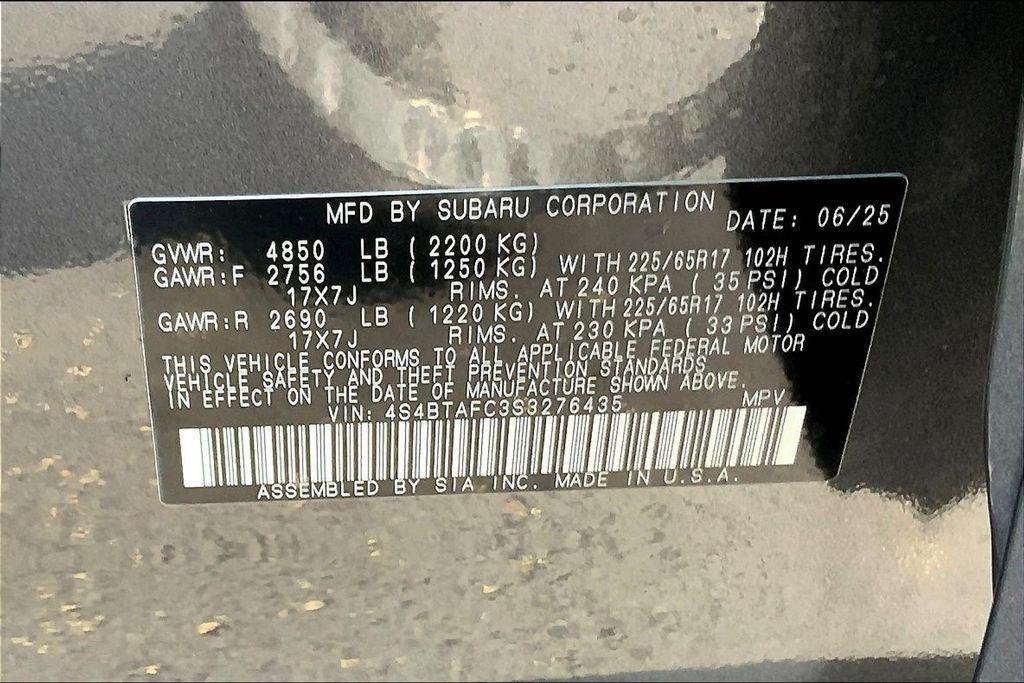 MFD BY SUBARU CORPORATION DATE: 06/25
GVWR: 4850 LB ( 2200 KG)
GAWR:F 2756 LB ( 1250 KG) WITH 225/65R17 102H TIRES.
17X7J RIMS. AT 240 KPA ( 35 PSI) COLD
GAWR:R 2690 LB ( 1220 KG) WITH 225/65R17 102H TIRES.
17X7J RIMS. AT 230 KPA ( 33 PSI) COLD
THIS VEHICLE CONFORMS TO ALL APPLICABLE FEDERAL MOTOR
VEHICLE SAFETY AND THEFT PREVENTION STANDARDS
IN EFFECT ON THE DATE OF MANUFACTURE SHOWN ABOVE.
VIN: 4S4BTAFC3S3276435 MPV
ASSEMBLED BY SIA INC. MADE IN U.S.A.